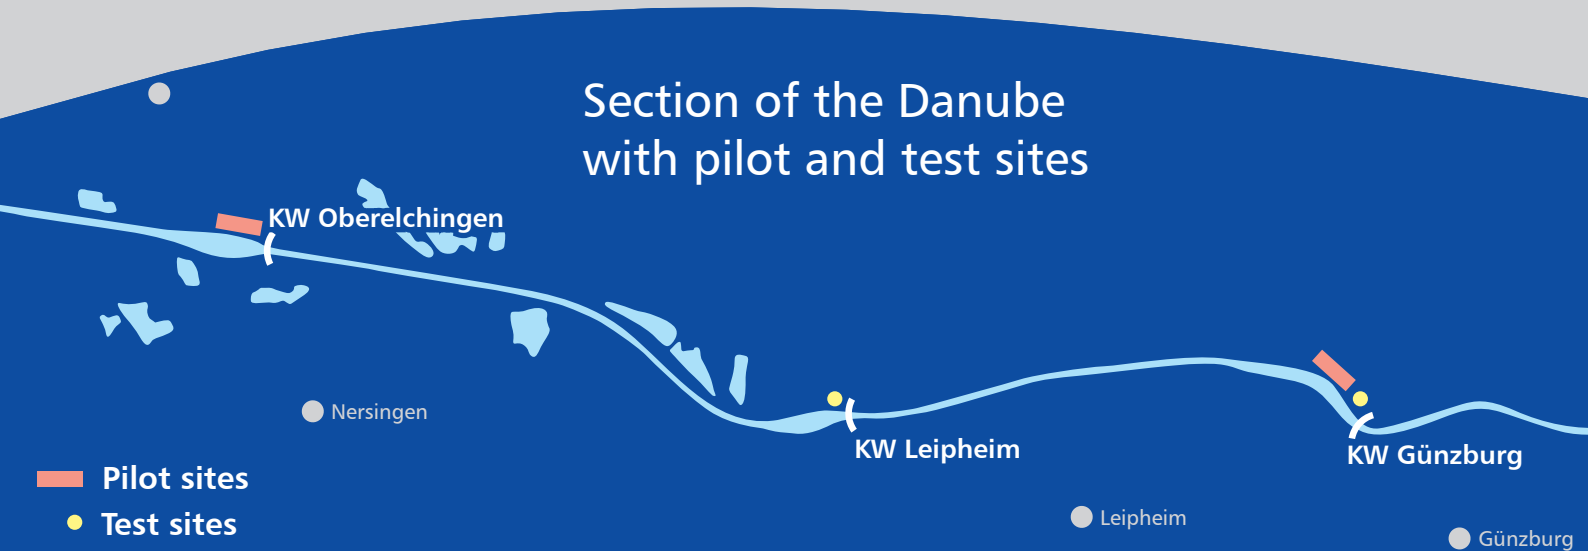 Section of the Danube
with pilot and test sites
KW Oberelchingen
Nersingen
KW Leipheim
KW Günzburg
Pilot sites
Test sites
Leipheim
Günzburg